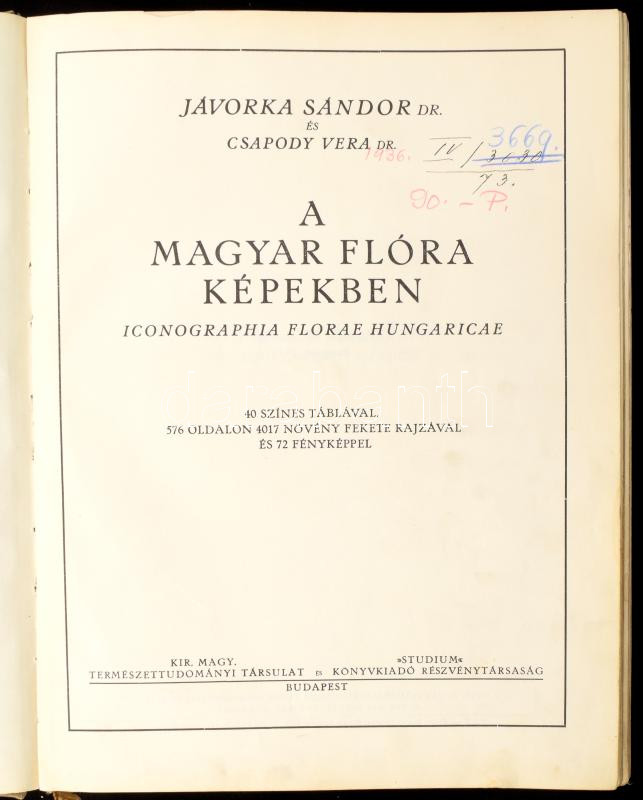 JÁVORKA SÁNDOR DR.
ÉS
CSAPODY VERA DR.
1936. IV / 3669.
73.
90. - P.
A
MAGYAR FLÓRA
KÉPEKBEN
ICONOGRAPHIA FLORAE HUNGARICAE
darabanth
40 SZÍNES TÁBLÁVAL,
576 OLDALON 4017 NÖVÉNY FEKETE RAJZÁVAL
ÉS 72 FÉNYKÉPPEL
KIR. MAGY. »STUDIUM«
TERMÉSZETTUDOMÁNYI TÁRSULAT ÉS KÖNYVKIADÓ RÉSZVÉNYTÁRSASÁG
BUDAPEST